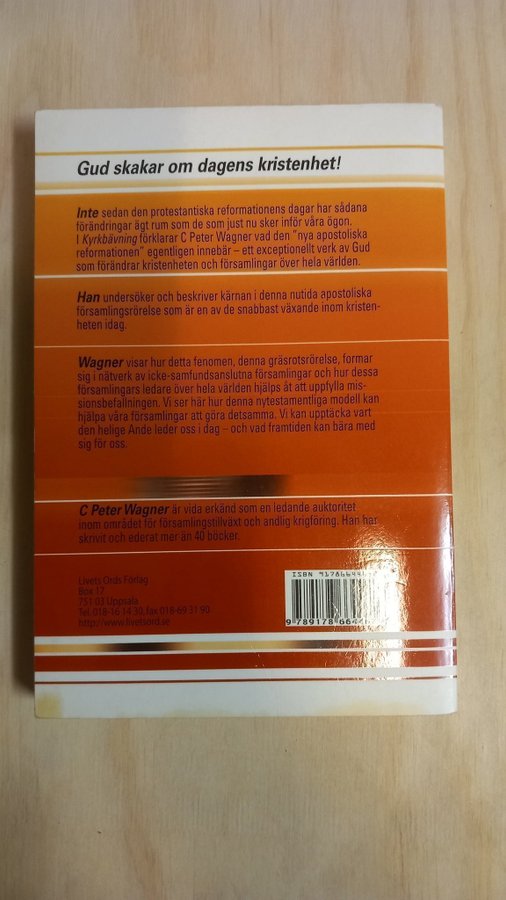 Gud skakar om dagens kristenhet!
Inte sedan den protestantiska reformationens dagar har sådana
förändringar ägt rum som de som just nu sker inför våra ögon.
I Kyrkbävning förklarar C Peter Wagner vad den "nya apostoliska
reformationen" egentligen innebär – ett exceptionellt verk av Gud
som förändrar kristenheten och församlingar över hela världen.
Han undersöker och beskriver kärnan i denna nutida apostoliska
församlingsrörelse som är en av de snabbast växande inom kristen-
heten idag.
Wagner visar hur detta fenomen, denna gräsrotsrörelse, formar
sig i nätverk av icke-samfundsanslutna församlingar och hur dessa
församlingars ledare över hela världen hjälps åt att uppfylla mis-
sionsbefallningen. Vi ser här hur denna nytestamentliga modell kan
hjälpa våra församlingar att göra detsamma. Vi kan upptäcka vart
den helige Ande leder oss i dag – och vad framtiden kan bära med
sig för oss.
C Peter Wagner är vida erkänd som en ledande auktoritet
inom området för församlingstillväxt och andlig krigföring. Han har
skrivit och ederat mer än 40 böcker.
Livets Ords Förlag
Box 17
751 03 Uppsala
Tel. 018-16 14 30, fax 018-69 31 90
http://www.livetsord.se
ISBN
9 789178